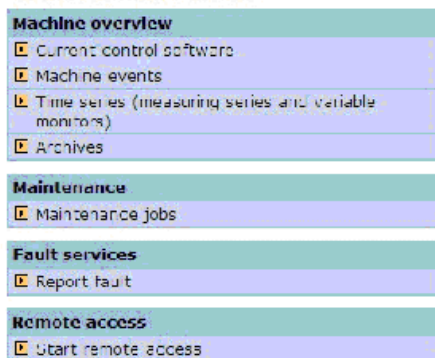 Machine overview
Current control software
Machine events
Time series (measuring series and variable
monitors)
Archives
Maintenance
Maintenance jobs
Fault services
Report fault
Remote access
Start remote access